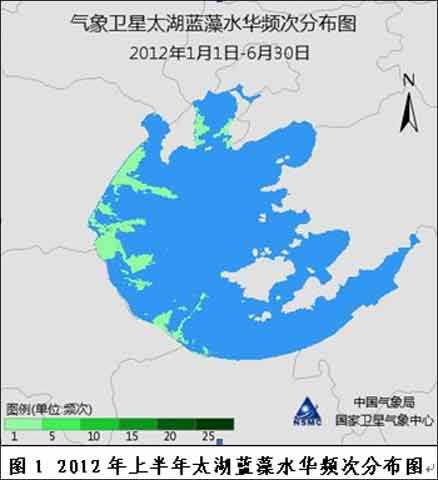 气象卫星太湖蓝藻水华频次分布图
2012年1月1日-6月30日
N
图例(单位:频次)
1 5 10 15 20 25
NSMC
中国气象局
国家卫星气象中心
图 1 2012 年上半年太湖蓝藻水华频次分布图